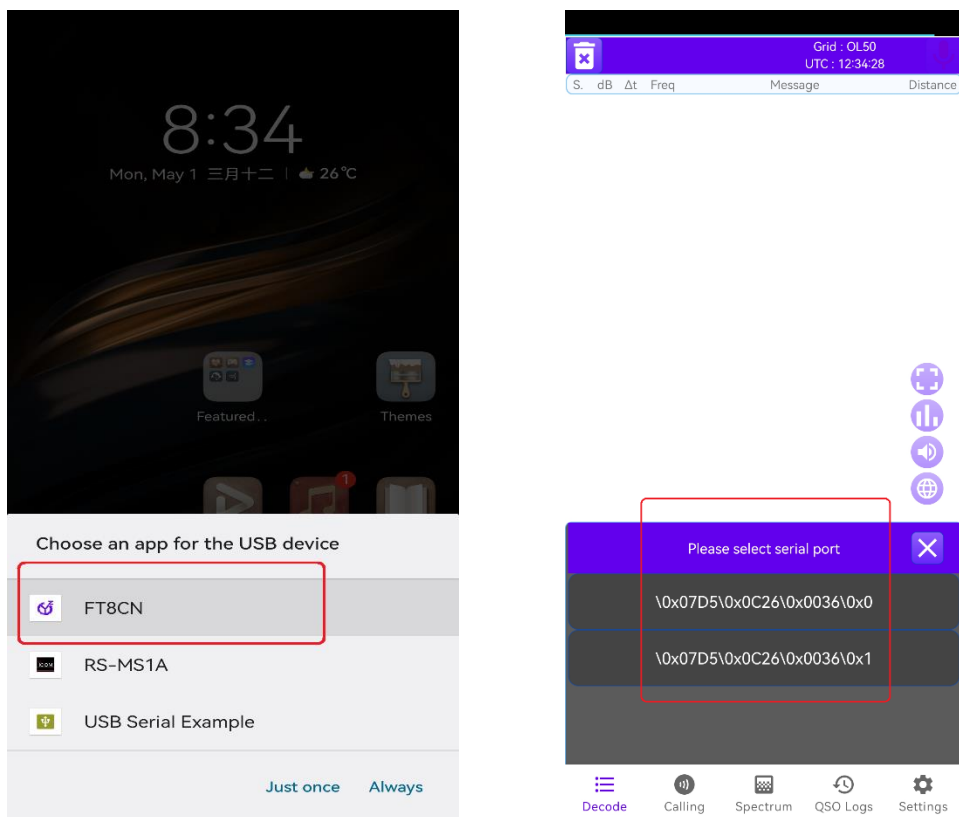 8:34
Mon, May 1 三月十二 | 26℃
Featured..
Themes
1
Choose an app for the USB device
FT8CN
ICOM
RS-MS1A
USB Serial Example
Just once Always
Grid : OL50
UTC : 12:34:28
S. dB Δt Freq Message Distance
Please select serial port
\0x07D5\0x0C26\0x0036\0x0
\0x07D5\0x0C26\0x0036\0x1
Decode Calling Spectrum QSO Logs Settings